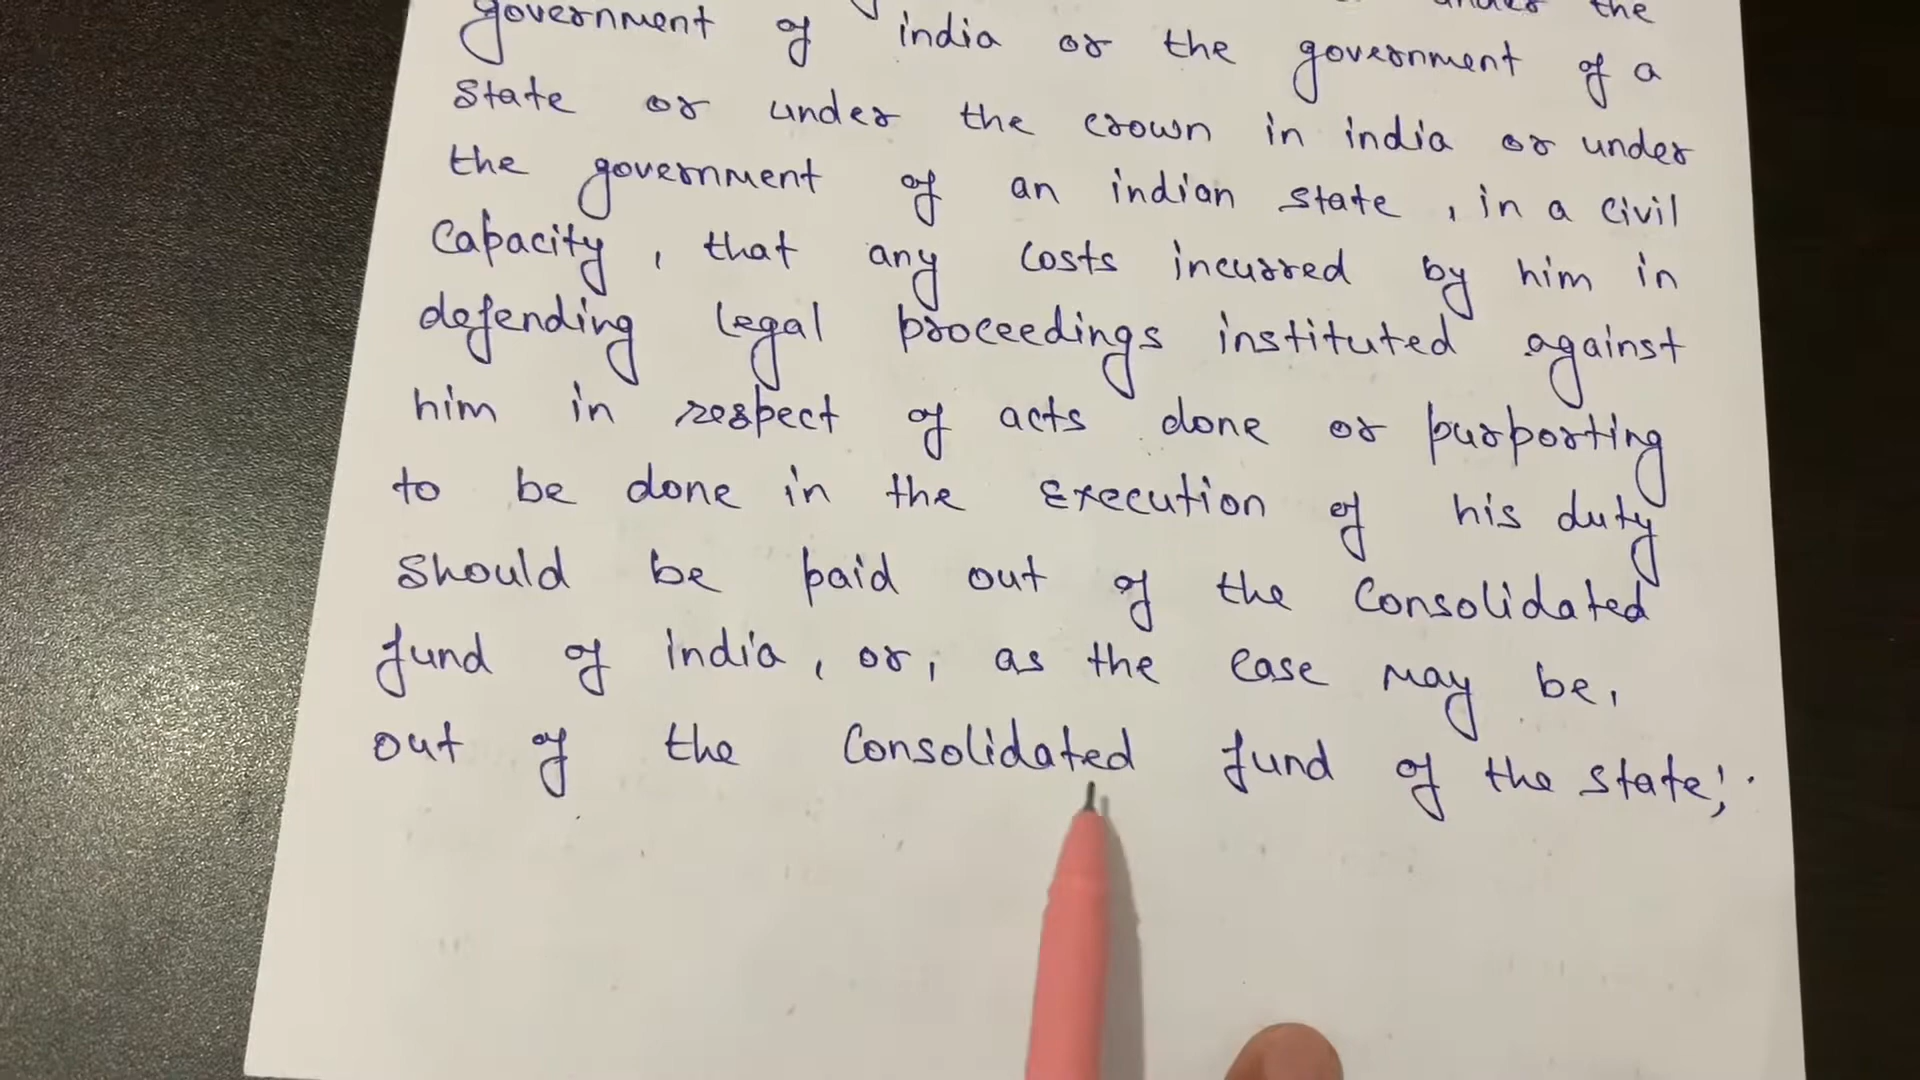 under the
government of india or the government of a
state or under the crown in india or under
the government of an indian state, in a civil
capacity, that any costs incurred by him in
defending legal proceedings instituted against
him in respect of acts done or purporting
to be done in the execution of his duty
should be paid out of the consolidated
fund of india, or, as the case may be,
out of the consolidated fund of the state;